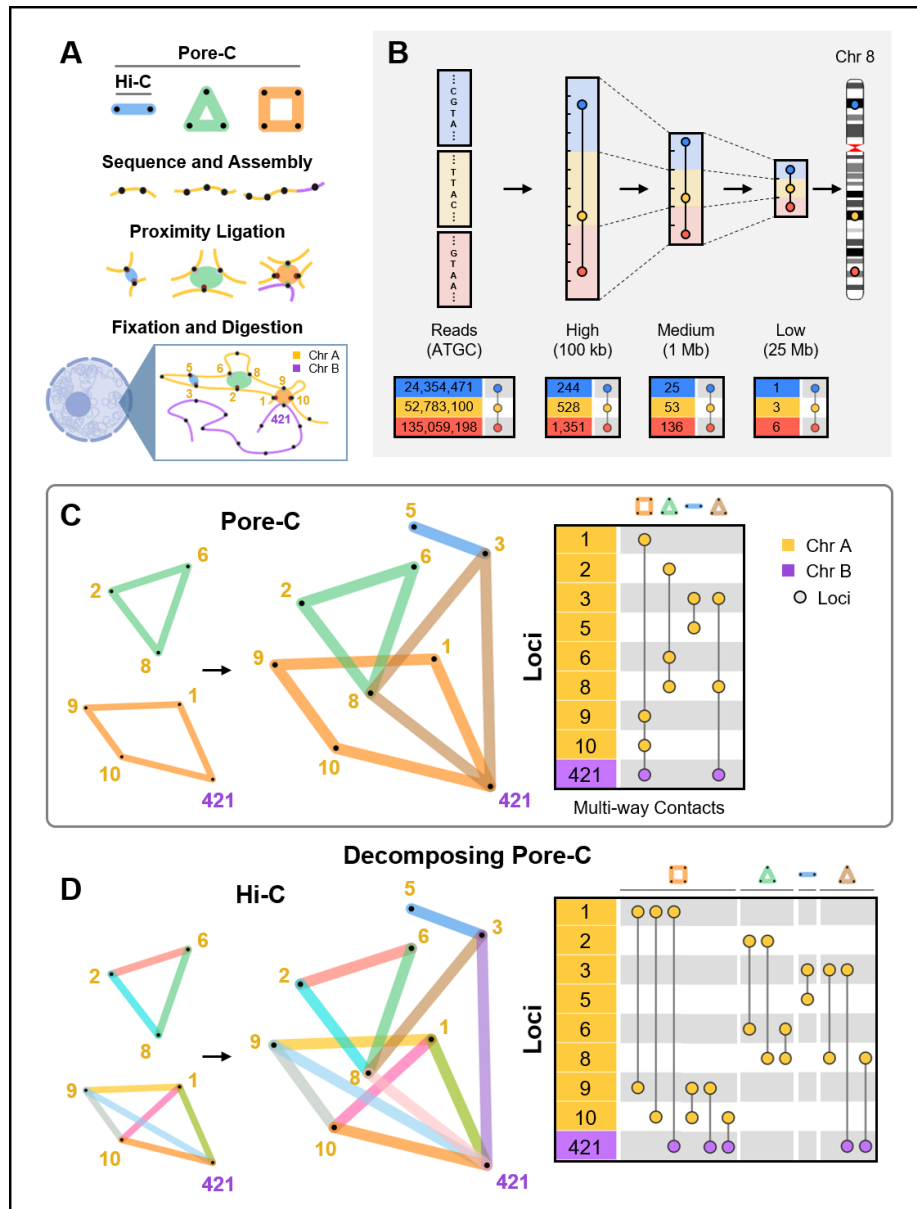 A
Pore-C
Hi-C
Sequence and Assembly
Proximity Ligation
Fixation and Digestion
Chr A
Chr B
5
6
8
3
2
9
1
10
421
B
Chr 8
⋮ C G T A ⋮
⋮ T T A C ⋮
⋮ G T A A ⋮
Reads (ATGC)
High (100 kb)
Medium (1 Mb)
Low (25 Mb)
24,354,471
244
25
1
52,783,100
528
53
3
135,059,198
1,351
136
6
C
Pore-C
2
6
8
9
1
10
421
5
3
6
2
1
9
8
10
421
Loci
1
2
3
5
6
8
9
10
421
Multi-way Contacts
Chr A
Chr B
Loci
Decomposing Pore-C
D
Hi-C
6
2
8
9
1
10
421
5
3
6
2
1
9
8
10
421
Loci
1
2
3
5
6
8
9
10
421